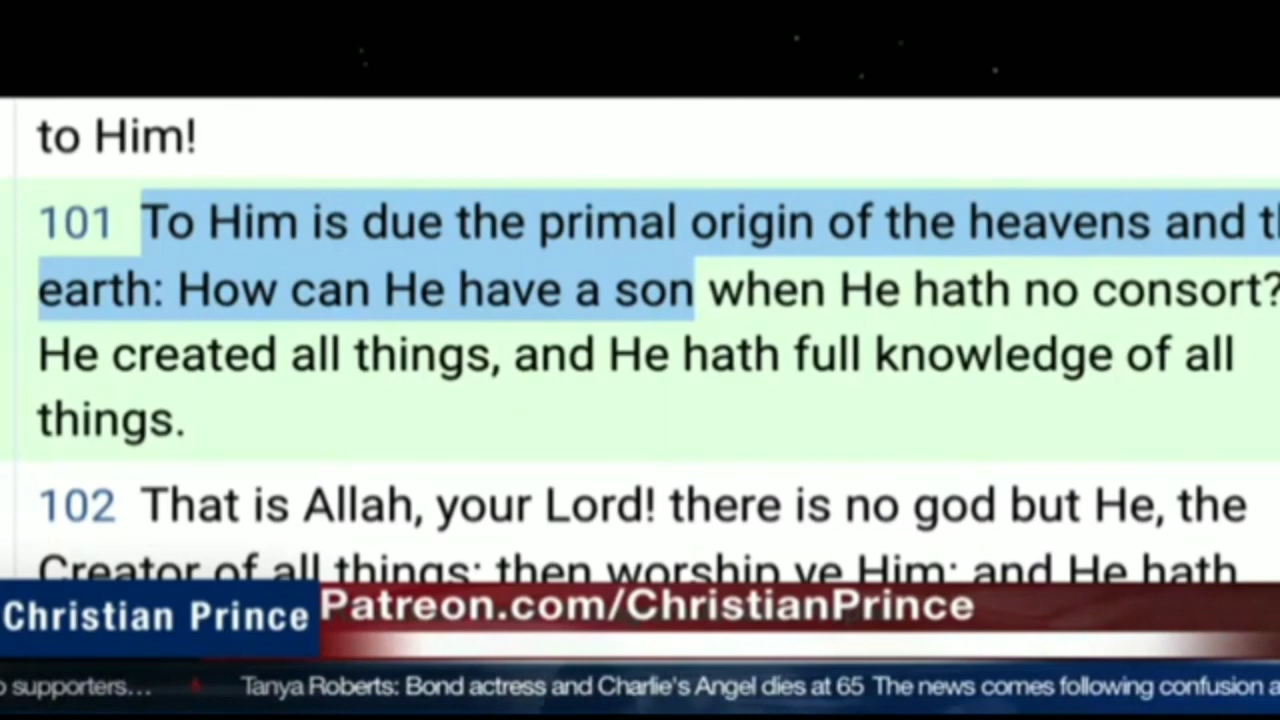 to Him!
101 To Him is due the primal origin of the heavens and
earth: How can He have a son when He hath no consort?
He created all things, and He hath full knowledge of all
things.
102 That is Allah, your Lord! there is no god but He, the
Creator of all things: then worship ye Him: and He hath
Christian Prince
Patreon.com/ChristianPrince
supporters... Tanya Roberts: Bond actress and Charlie's Angel dies at 65 The news comes following confusion